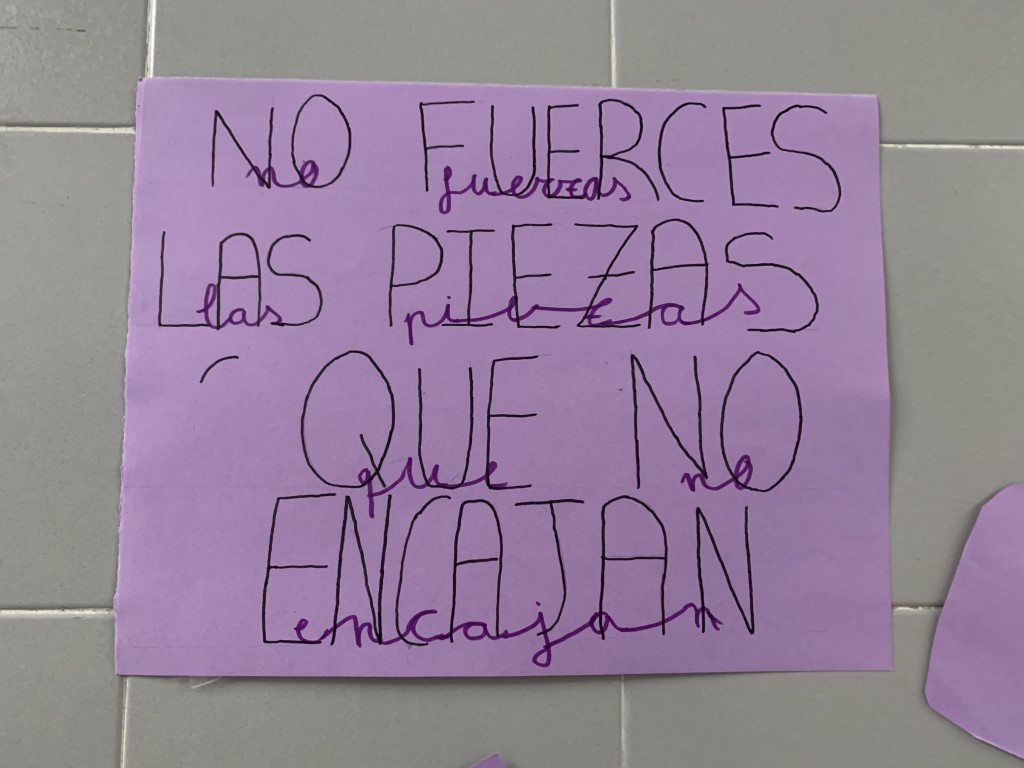 NO FUERCES
no fuerzas
LAS PIEZAS
las piezas
QUE NO
que no
ENCAJAN
encajan